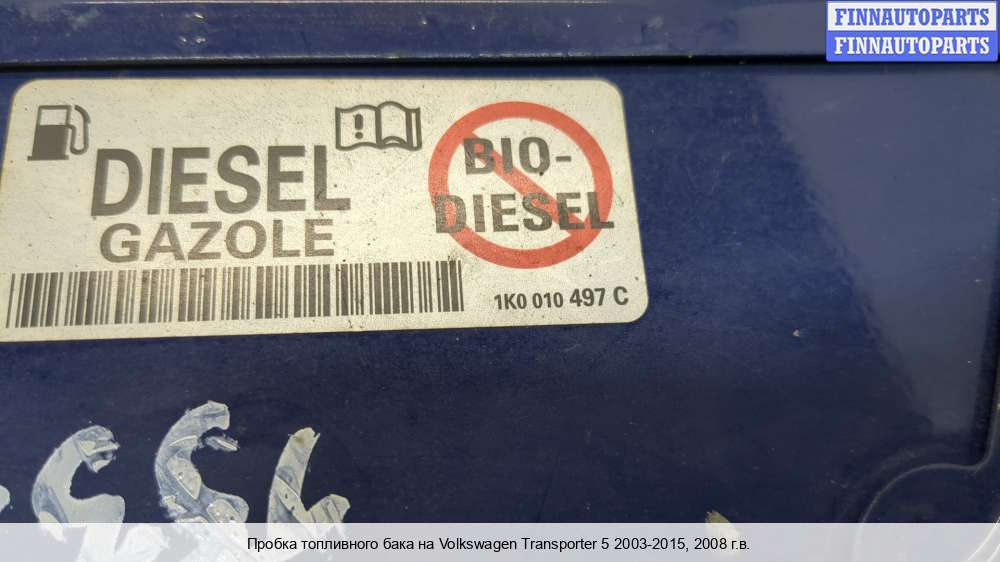 FINNAUTOPARTS
FINNAUTOPARTS
DIESEL
GAZOLE
BIO-
DIESEL
1K0 010 497 C
Пробка топливного бака на Volkswagen Transporter 5 2003-2015, 2008 г.в.